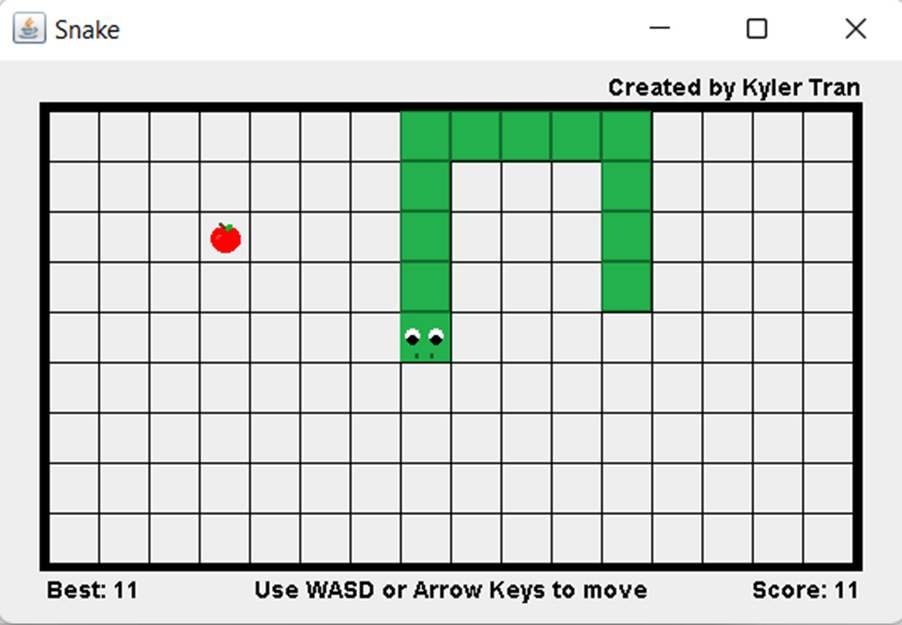 Snake
Created by Kyler Tran
Best: 11
Use WASD or Arrow Keys to move
Score: 11